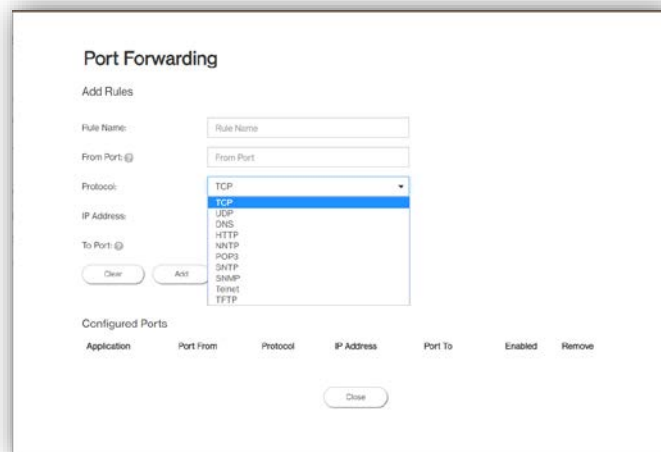 Port Forwarding
Add Rules
Rule Name: Rule Name
From Port: From Port
Protocol: TCP
TCP
UDP
DNS
HTTP
NNTP
POP3
SNTP
SNMP
Telnet
TFTP
IP Address:
To Port:
Clear Add
Configured Ports
Application Port From Protocol IP Address Port To Enabled Remove
Close